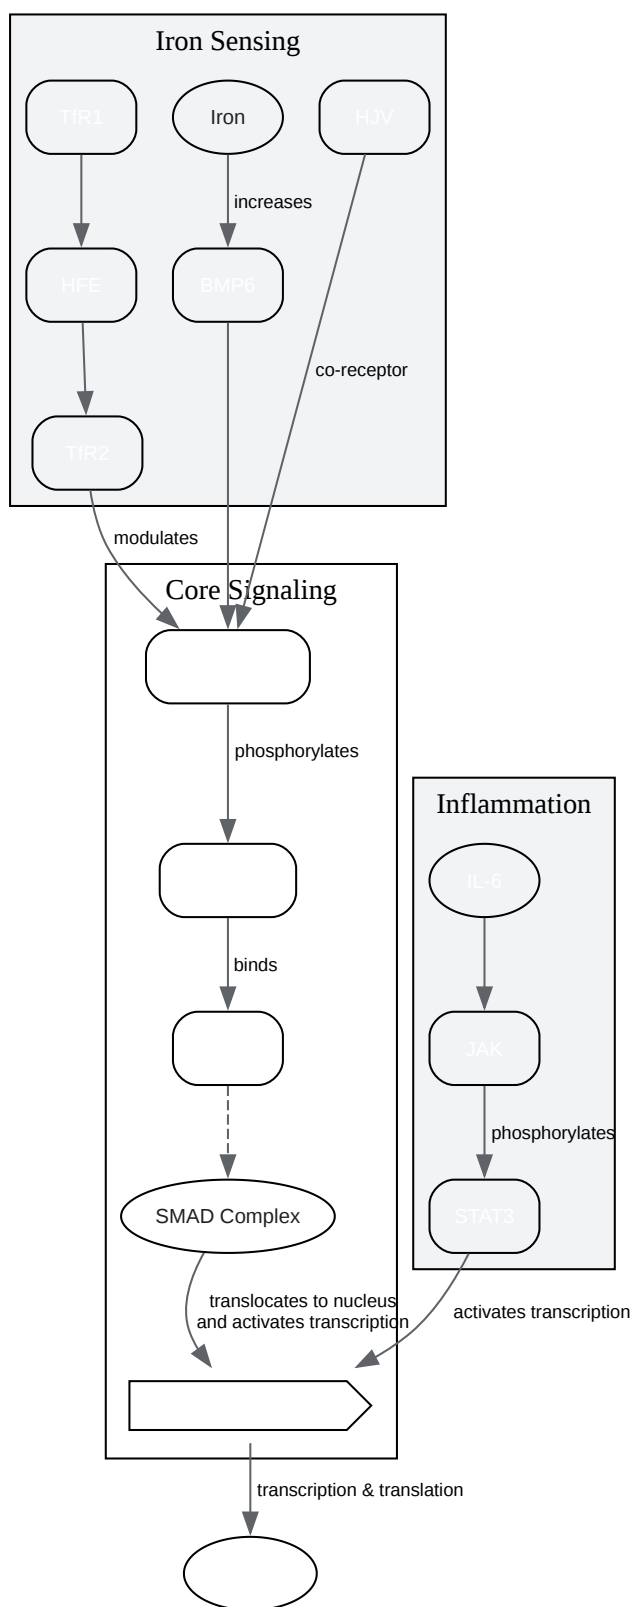 Iron Sensing
TfR1
Iron
HJV
increases
HFE
BMP6
co-receptor
TfR2
modulates
Core Signaling
phosphorylates
Inflammation
IL-6
binds
JAK
phosphorylates
SMAD Complex
STAT3
translocates to nucleus
and activates transcription
activates transcription
transcription & translation